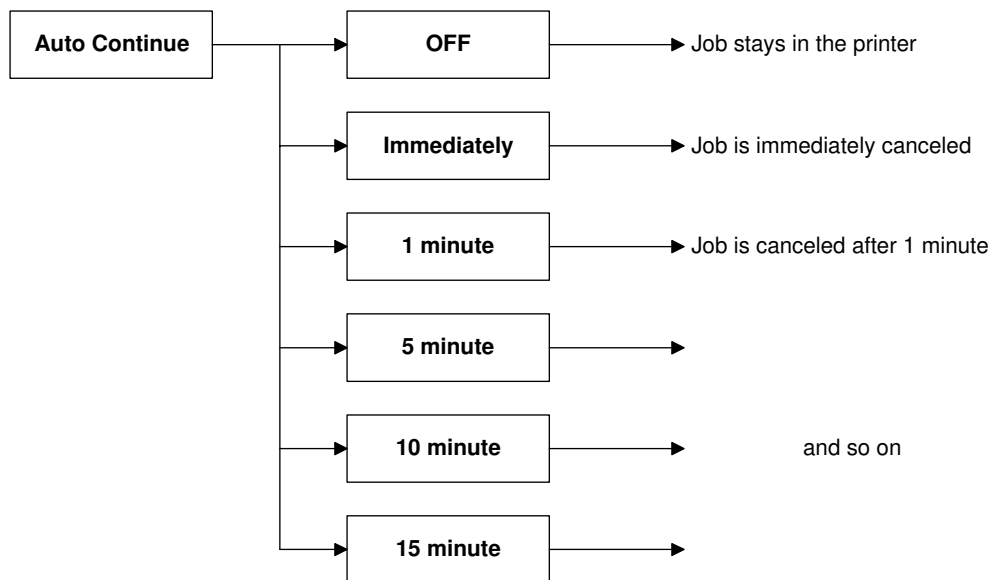 Auto Continue
OFF
Job stays in the printer
Immediately
Job is immediately canceled
1 minute
Job is canceled after 1 minute
5 minute
10 minute
and so on
15 minute